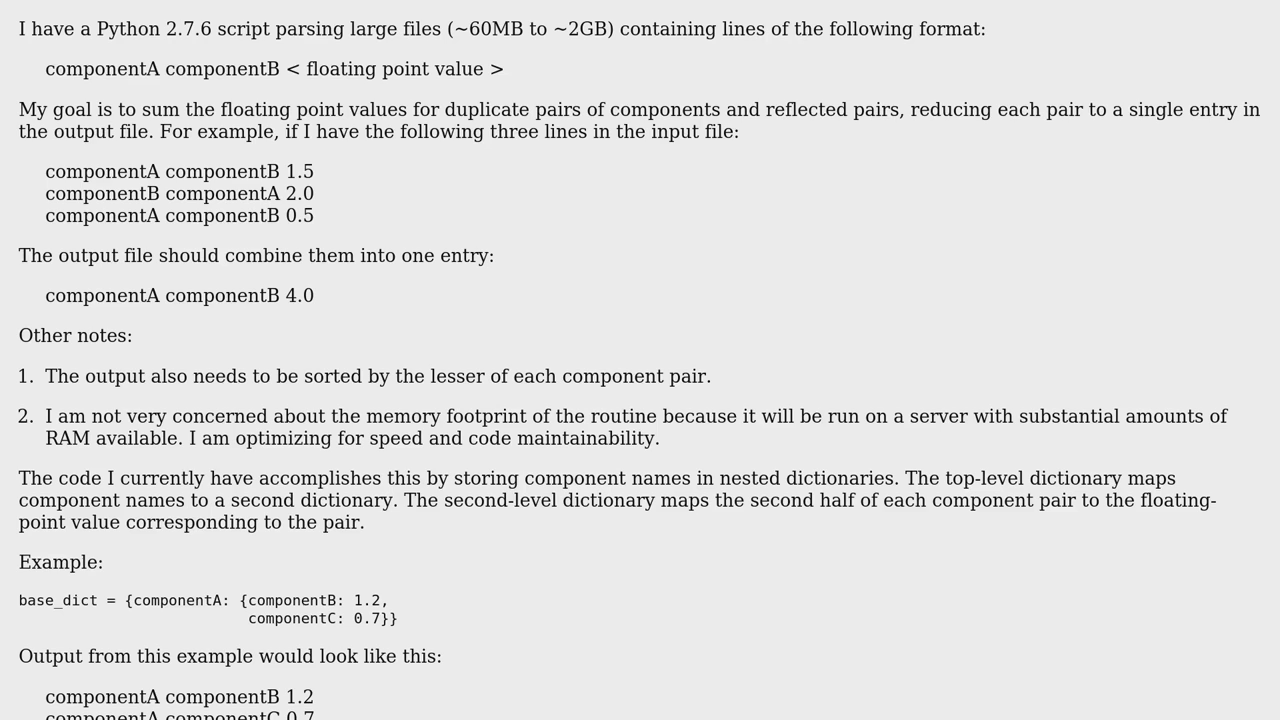 I have a Python 2.7.6 script parsing large files (~60MB to ~2GB) containing lines of the following format:
componentA componentB < floating point value >
My goal is to sum the floating point values for duplicate pairs of components and reflected pairs, reducing each pair to a single entry in
the output file. For example, if I have the following three lines in the input file:
componentA componentB 1.5
componentB componentA 2.0
componentA componentB 0.5
The output file should combine them into one entry:
componentA componentB 4.0
Other notes:
1. The output also needs to be sorted by the lesser of each component pair.
2. I am not very concerned about the memory footprint of the routine because it will be run on a server with substantial amounts of
RAM available. I am optimizing for speed and code maintainability.
The code I currently have accomplishes this by storing component names in nested dictionaries. The top-level dictionary maps
component names to a second dictionary. The second-level dictionary maps the second half of each component pair to the floating-
point value corresponding to the pair.
Example:
base_dict = {componentA: {componentB: 1.2,
componentC: 0.7}}
Output from this example would look like this:
componentA componentB 1.2
componentA componentC 0.7